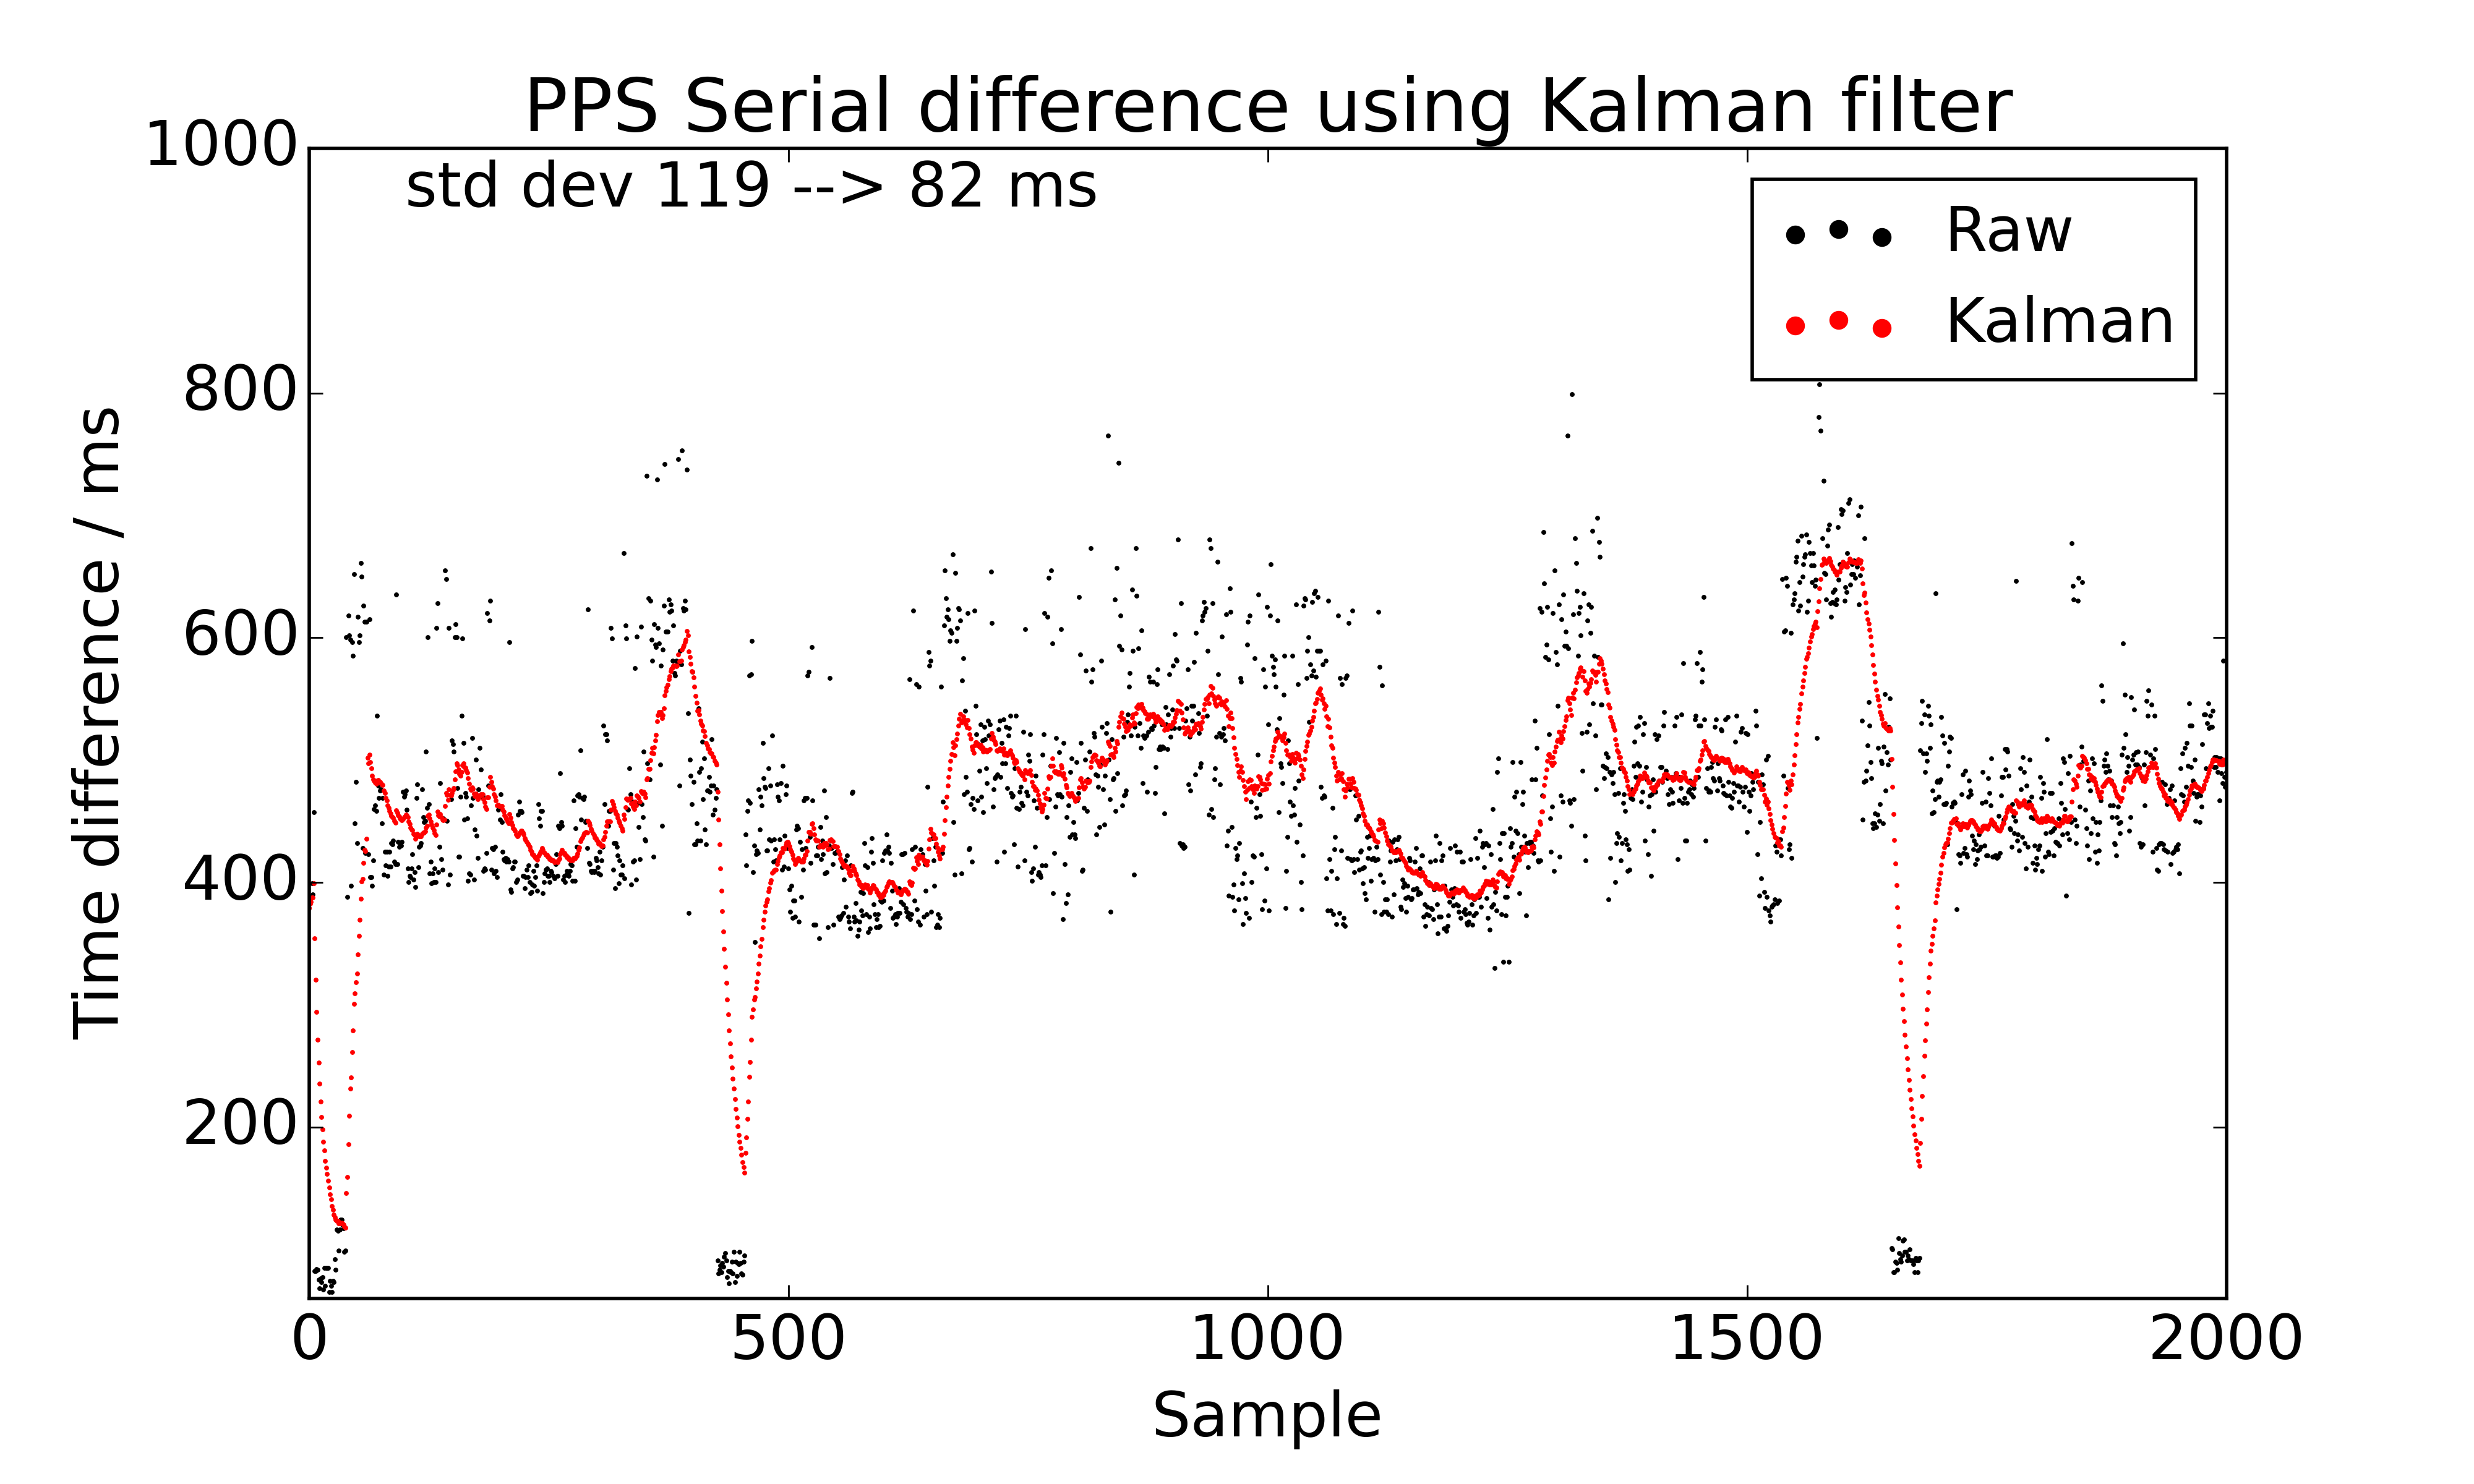 PPS Serial difference using Kalman filter
std dev 119 --> 82 ms
Raw
Kalman
1000
800
600
400
200
Time difference / ms
0 500 1000 1500 2000
Sample